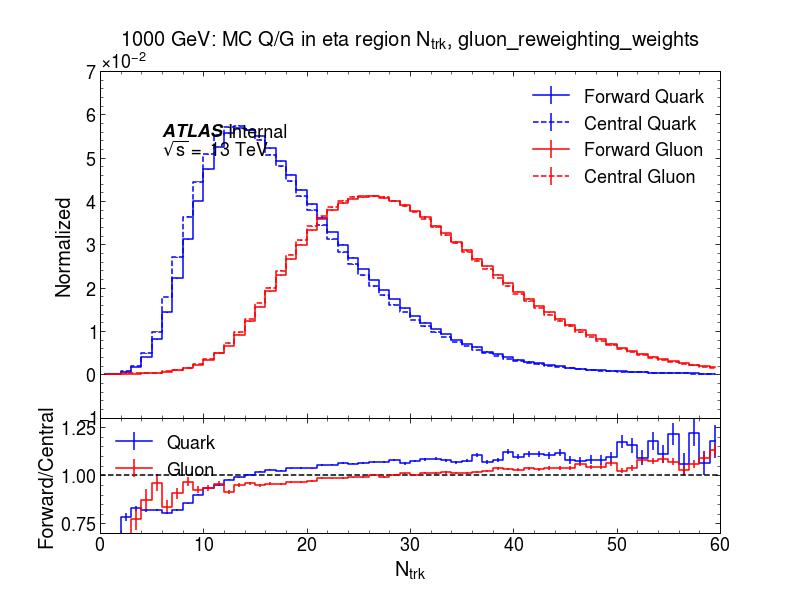 1000 GeV: MC Q/G in eta region N_trk, gluon_reweighting_weights
×10⁻²
7
6
5
4
3
2
1
0
−1
Normalized
ATLAS Internal
√s = 13 TeV
Forward Quark
Central Quark
Forward Gluon
Central Gluon
1.25
1.00
0.75
Forward/Central
Quark
Gluon
0 10 20 30 40 50 60
N_trk